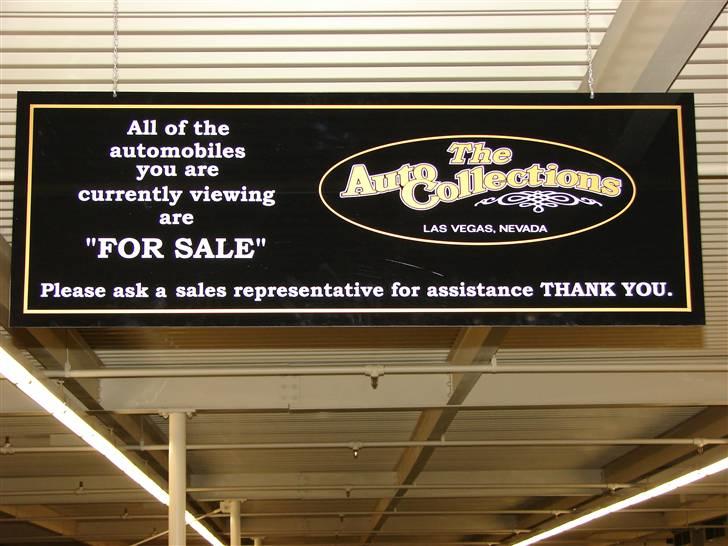 All of the
automobiles
you are
currently viewing
are
"FOR SALE"
The
Auto Collections
LAS VEGAS, NEVADA
Please ask a sales representative for assistance THANK YOU.